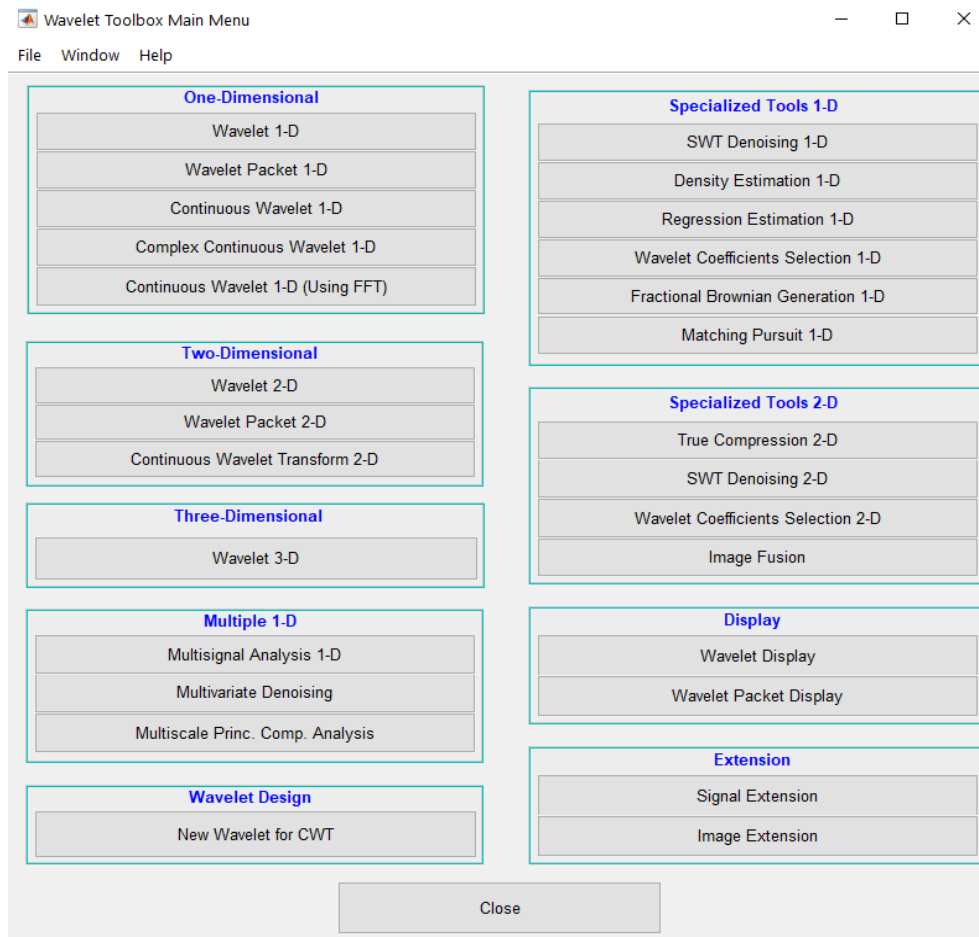 Wavelet Toolbox Main Menu
File Window Help
One-Dimensional
Wavelet 1-D
Wavelet Packet 1-D
Continuous Wavelet 1-D
Complex Continuous Wavelet 1-D
Continuous Wavelet 1-D (Using FFT)
Two-Dimensional
Wavelet 2-D
Wavelet Packet 2-D
Continuous Wavelet Transform 2-D
Three-Dimensional
Wavelet 3-D
Multiple 1-D
Multisignal Analysis 1-D
Multivariate Denoising
Multiscale Princ. Comp. Analysis
Wavelet Design
New Wavelet for CWT
Specialized Tools 1-D
SWT Denoising 1-D
Density Estimation 1-D
Regression Estimation 1-D
Wavelet Coefficients Selection 1-D
Fractional Brownian Generation 1-D
Matching Pursuit 1-D
Specialized Tools 2-D
True Compression 2-D
SWT Denoising 2-D
Wavelet Coefficients Selection 2-D
Image Fusion
Display
Wavelet Display
Wavelet Packet Display
Extension
Signal Extension
Image Extension
Close